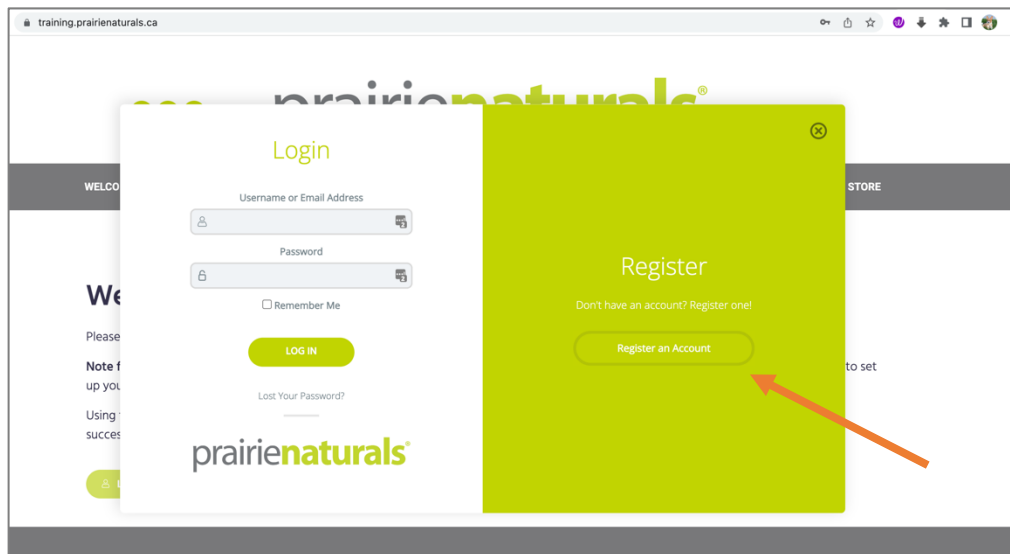 training.prairienaturals.ca
prairienaturals®
Login
Username or Email Address
Password
Remember Me
LOG IN
Lost Your Password?
prairienaturals
Register
Don't have an account? Register one!
Register an Account
WELCO
STORE
We
Please
Note f
to set
up you
Using
succes